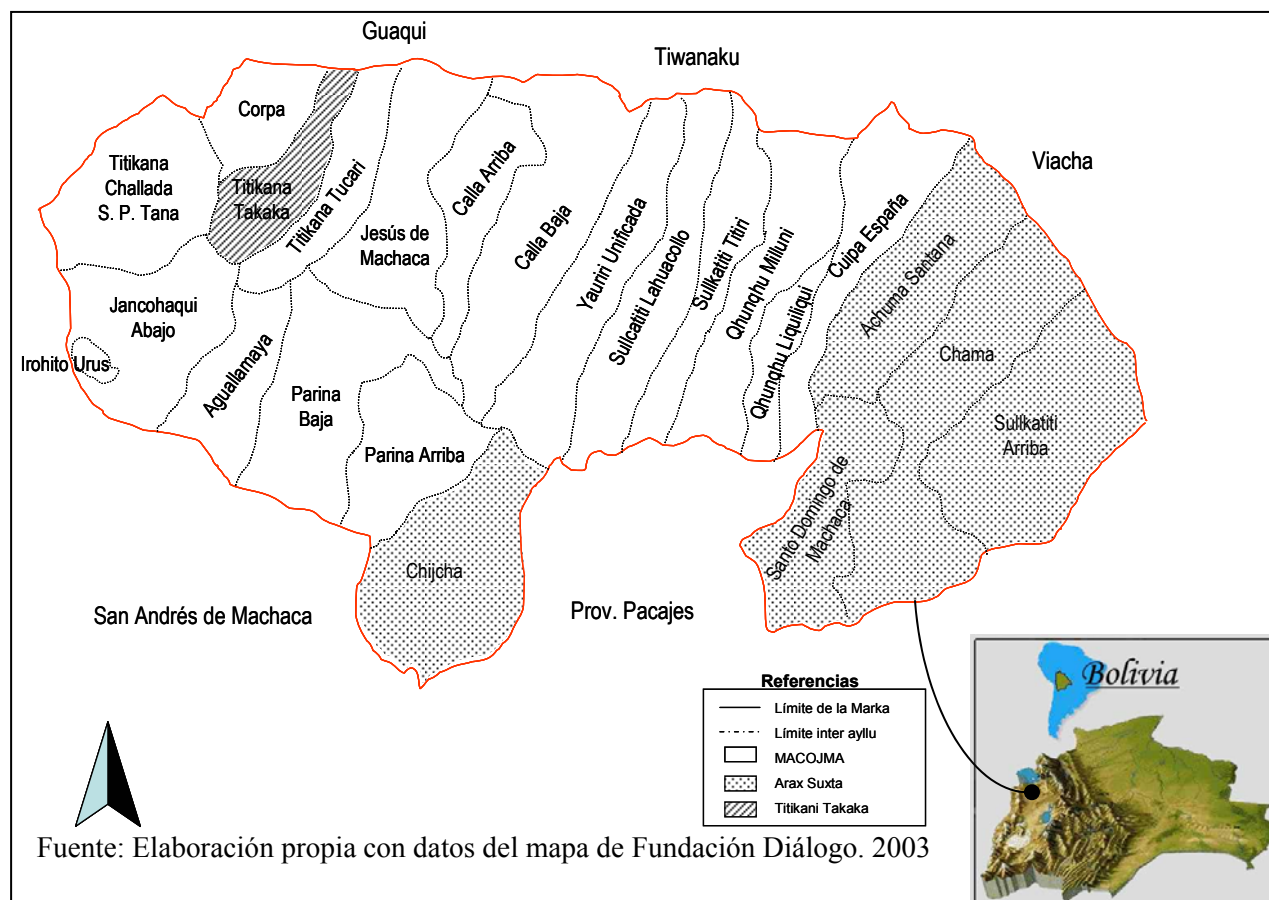 Guaqui
Tiwanaku
Viacha
Corpa
Titikana
Challada
S. P. Tana
Titikana
Takaka
Titikana Tucari
Jesús de
Machaca
Calla Arriba
Calla Baja
Yauriri Unificada
Sullcatiti Lahuacollo
Sullkatiti Titiri
Qhunqhu Milluni
Qhunqhu Liquiliqui
Cuipa España
Achuma Santana
Chama
Sullkatiti
Arriba
Jancohaqui
Abajo
Irohito Urus
Aguallamaya
Parina
Baja
Parina Arriba
Santo Domingo de
Machaca
Chijcha
San Andrés de Machaca
Prov. Pacajes
Referencias
Límite de la Marka
Límite inter ayllu
MACOJMA
Arax Suxta
Titikani Takaka
Bolivia
Fuente: Elaboración propia con datos del mapa de Fundación Diálogo. 2003